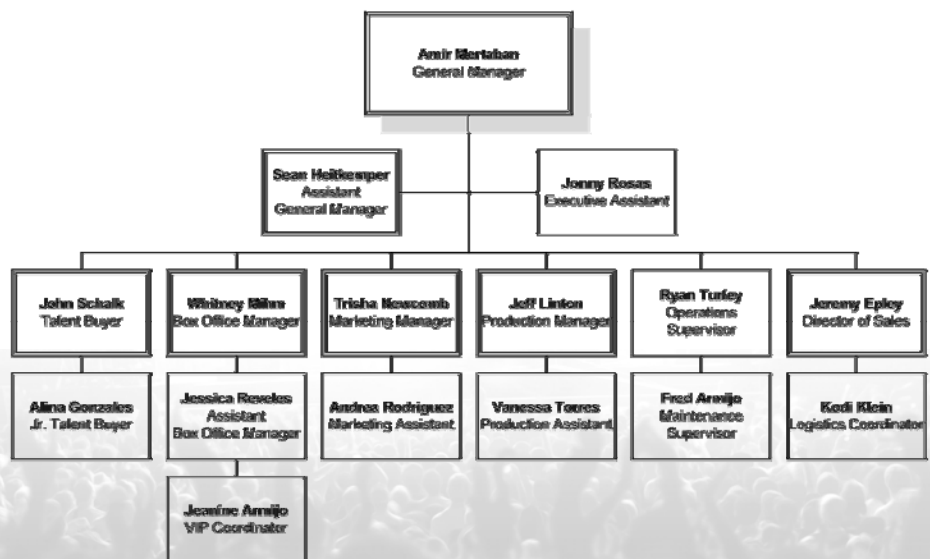 Amir Mertaban
General Manager
Sean Heitkemper
Assistant
General Manager
Jonny Rosas
Executive Assistant
John Schalk
Talent Buyer
Whitney Mihm
Box Office Manager
Trisha Newcomb
Marketing Manager
Jeff Linton
Production Manager
Ryan Turley
Operations
Supervisor
Jeremy Epley
Director of Sales
Alina Gonzales
Jr. Talent Buyer
Jessica Reveles
Assistant
Box Office Manager
Andrea Rodriguez
Marketing Assistant
Vanessa Torres
Production Assistant
Fred Armijo
Maintenance
Supervisor
Kodi Klein
Logistics Coordinator
Jeanine Armijo
VIP Coordinator